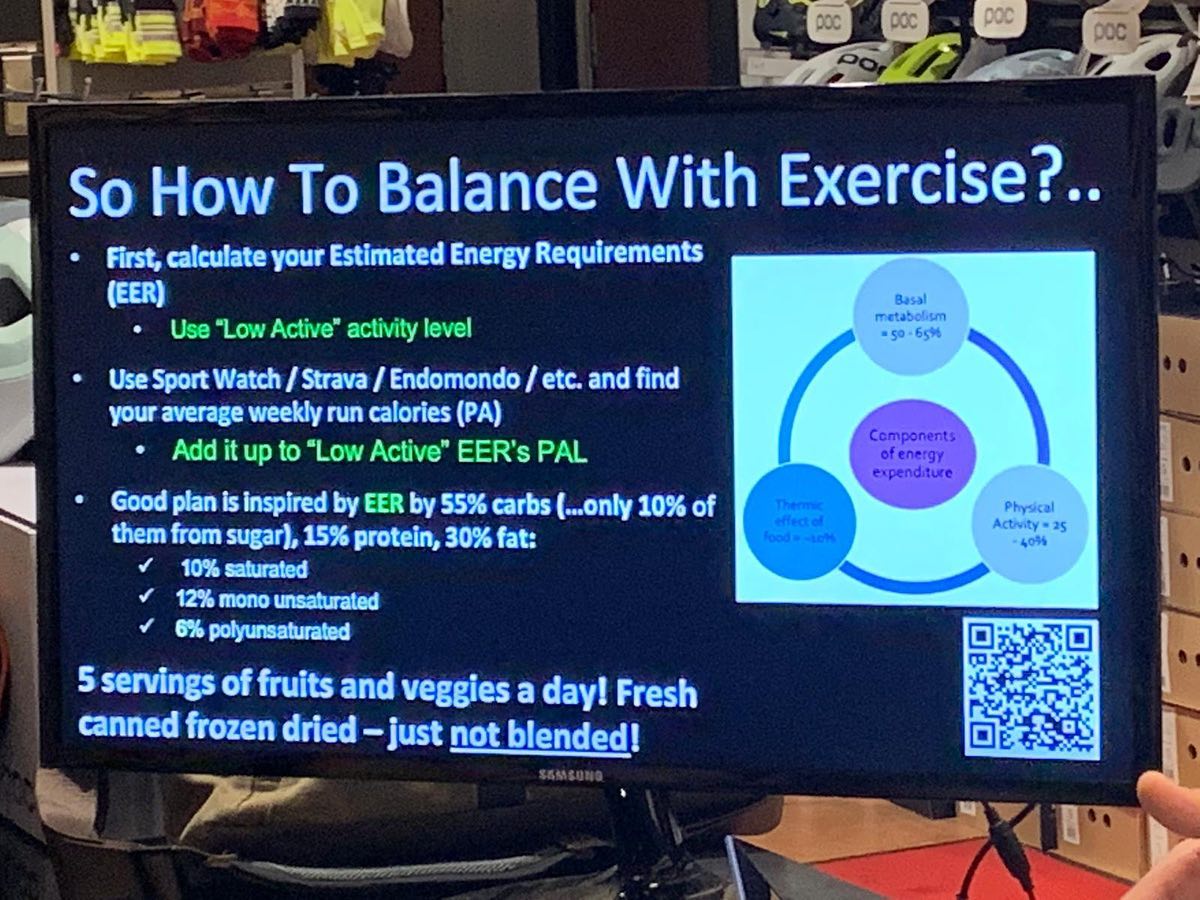 poc
poc
poc
poc
poc
So How To Balance With Exercise?..
• First, calculate your Estimated Energy Requirements
(EER)
• Use “Low Active” activity level
• Use Sport Watch / Strava / Endomondo / etc. and find
your average weekly run calories (PA)
• Add it up to “Low Active” EER’s PAL
• Good plan is inspired by EER by 55% carbs (...only 10% of
them from sugar), 15% protein, 30% fat:
✓ 10% saturated
✓ 12% mono unsaturated
✓ 6% polyunsaturated
5 servings of fruits and veggies a day! Fresh
canned frozen dried – just not blended!
Basal
metabolism
= 50 - 65%
Components
of energy
expenditure
Thermic
effect of
food = ~10%
Physical
Activity = 25
- 40%
SAMSUNG